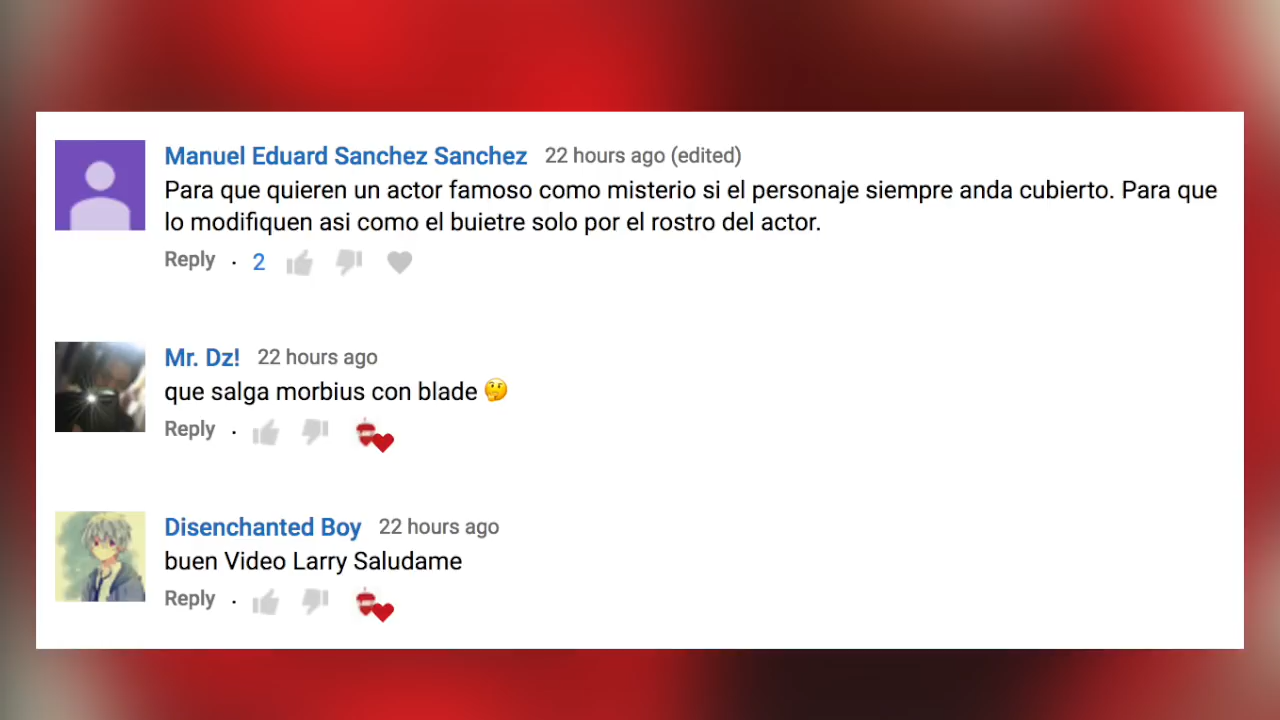 Manuel Eduard Sanchez Sanchez 22 hours ago (edited)
Para que quieren un actor famoso como misterio si el personaje siempre anda cubierto. Para que
lo modifiquen asi como el buietre solo por el rostro del actor.
Reply · 2
Mr. Dz! 22 hours ago
que salga morbius con blade 🤔
Reply ·
Disenchanted Boy 22 hours ago
buen Video Larry Saludame
Reply ·